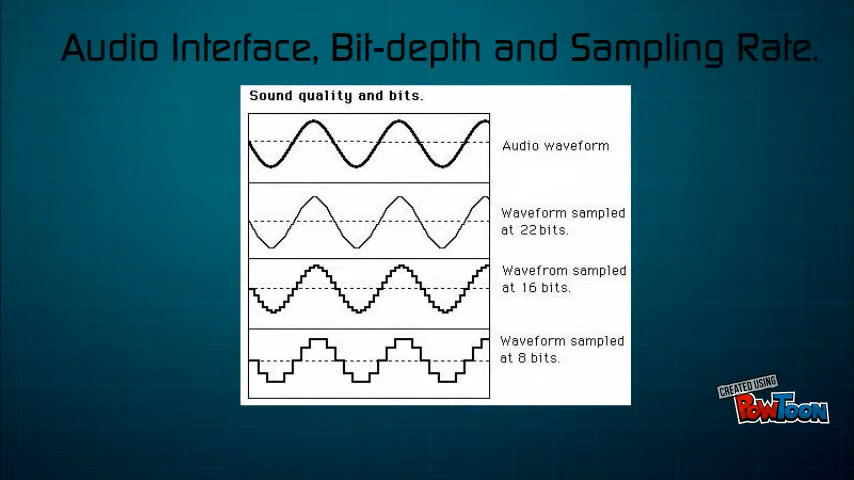 Audio Interface, Bit-depth and Sampling Rate.
Sound quality and bits.
Audio waveform
Waveform sampled
at 22 bits.
Wavefrom sampled
at 16 bits.
Waveform sampled
at 8 bits.
CREATED USING
POWTOON